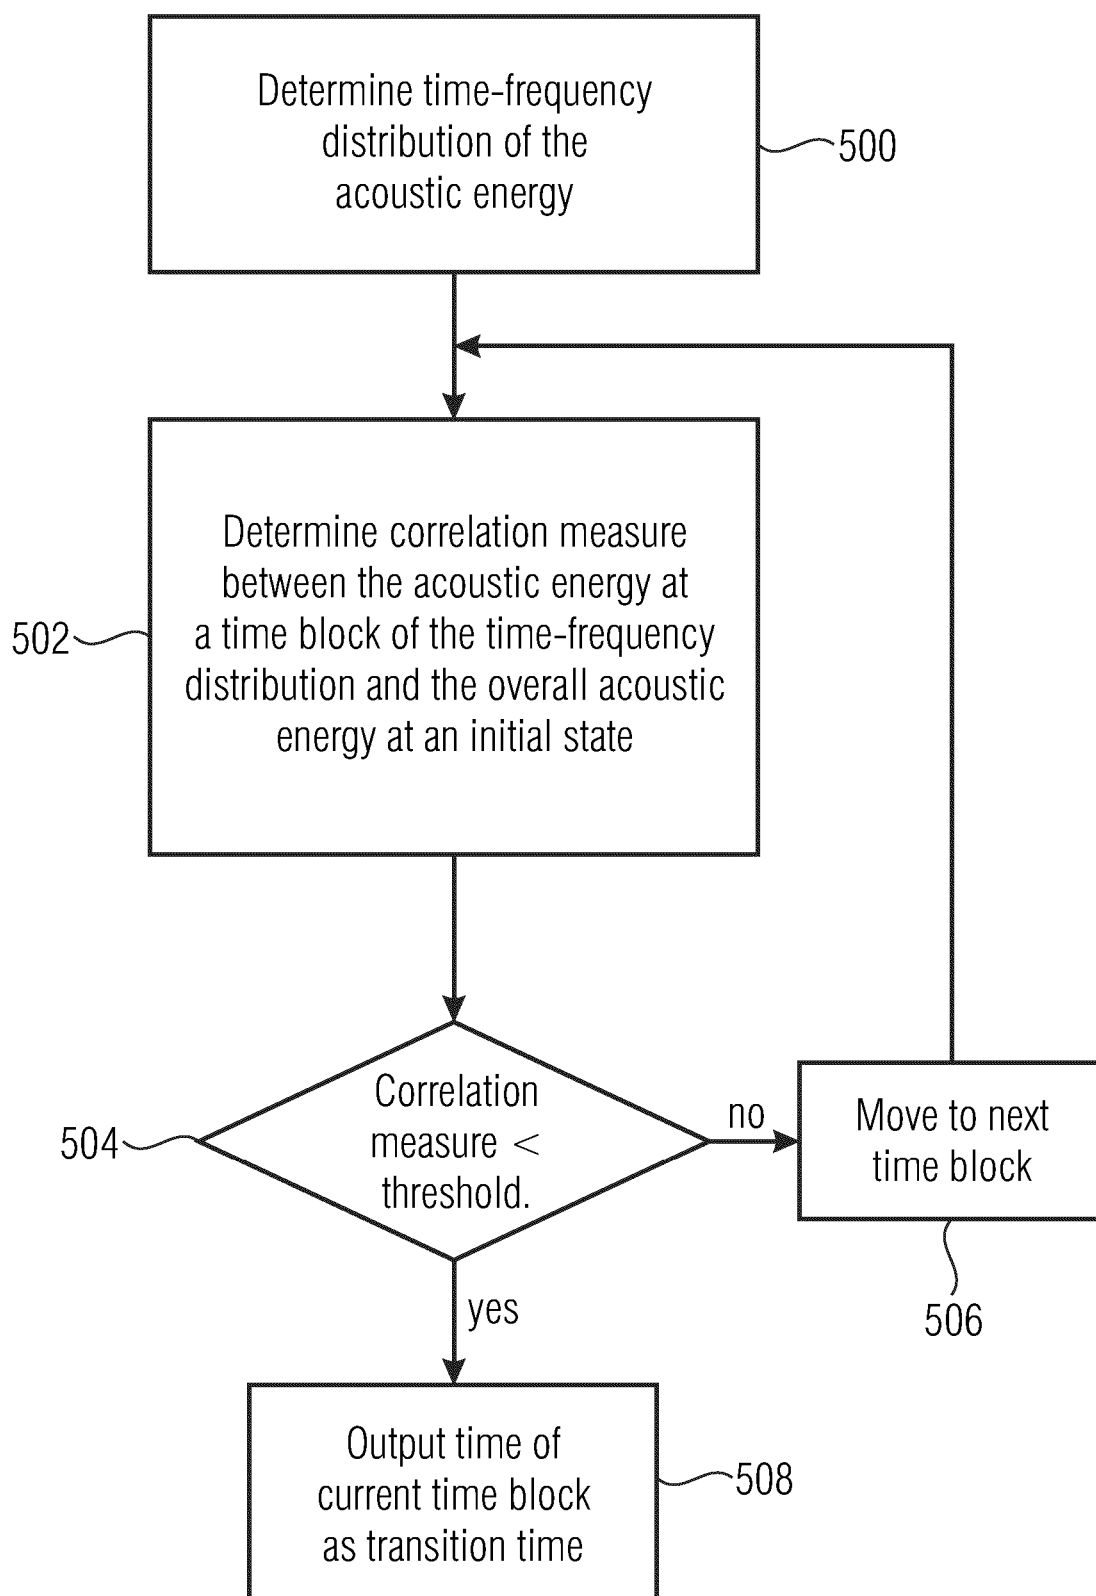 Determine time-frequency
distribution of the
acoustic energy
500
Determine correlation measure
between the acoustic energy at
a time block of the time-frequency
distribution and the overall acoustic
energy at an initial state
502
Correlation
measure <
threshold.
504
no
Move to next
time block
506
yes
Output time of
current time block
as transition time
508